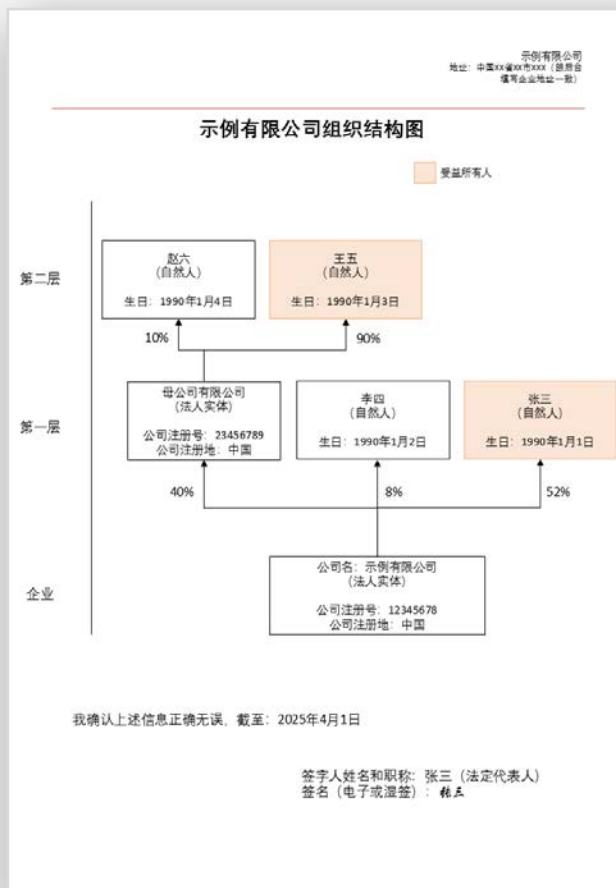 示例有限公司
地址：中国XX省XX市XXX（跟后台
填写企业地址一致）
示例有限公司组织结构图
受益所有人
第二层
赵六
（自然人）
生日：1990年1月4日
王五
（自然人）
生日：1990年1月3日
10%
90%
第一层
母公司有限公司
（法人实体）
公司注册号：23456789
公司注册地：中国
李四
（自然人）
生日：1990年1月2日
张三
（自然人）
生日：1990年1月1日
40%
8%
52%
企业
公司名：示例有限公司
（法人实体）
公司注册号：12345678
公司注册地：中国
我确认上述信息正确无误，截至：2025年4月1日
签字人姓名和职称：张三（法定代表人）
签名（电子或湿签）：张三